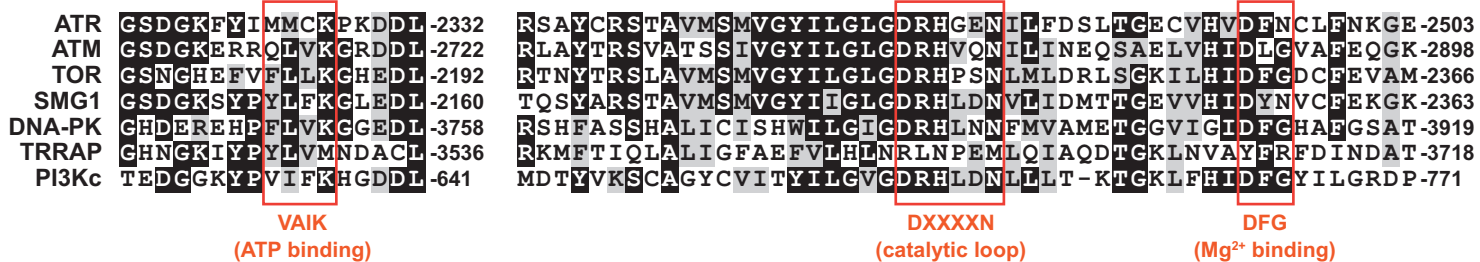 ATR GSDGKFYIMMCKPKDDL-2332 RSAYCRSTAVMSMVGYILGLGDRHGENILFDSLTGECVHVDFNCLFNKGE-2503
ATM GSDGKERRQLVKGRDDL-2722 RLAYTRSVATSSIVGYILGLGDRHVQNILINEQSAELVHIDLGVAFEQGK-2898
TOR GSNGHEFVFLLKGHEDL-2192 RTNYTRSLAVMSMVGYILGLGDRHPSNLMLDRLSGKILHIDFGDCFEVAM-2366
SMG1 GSDGKSYPYLFKGLEDL-2160 TQSYARSTAVMSMVGYIIGLGDRHLDNVLIDMTTGEVVHIDYNVCFEKGK-2363
DNA-PK GHDEREHPFLVKGGEDL-3758 RSHFASSHALICISHWILGIGDRHLNNFMVAMETGGVIGIDFGHAFGSAT-3919
TRRAP GHNGKIYPYLVMNDACL-3536 RKMFTIQLALIGFAEFVLHLNRLNPEMLQIAQDTGKLNVAYFRFDINDAT-3718
PI3Kc TEDGGKYPVIFKHGDDL-641 MDTYVKSCAGYCVITYILGVGDRHLDNLLLT-KTGKLFHIDFGYILGRDP-771
VAIK DXXXXN DFG
(ATP binding) (catalytic loop) (Mg²⁺ binding)